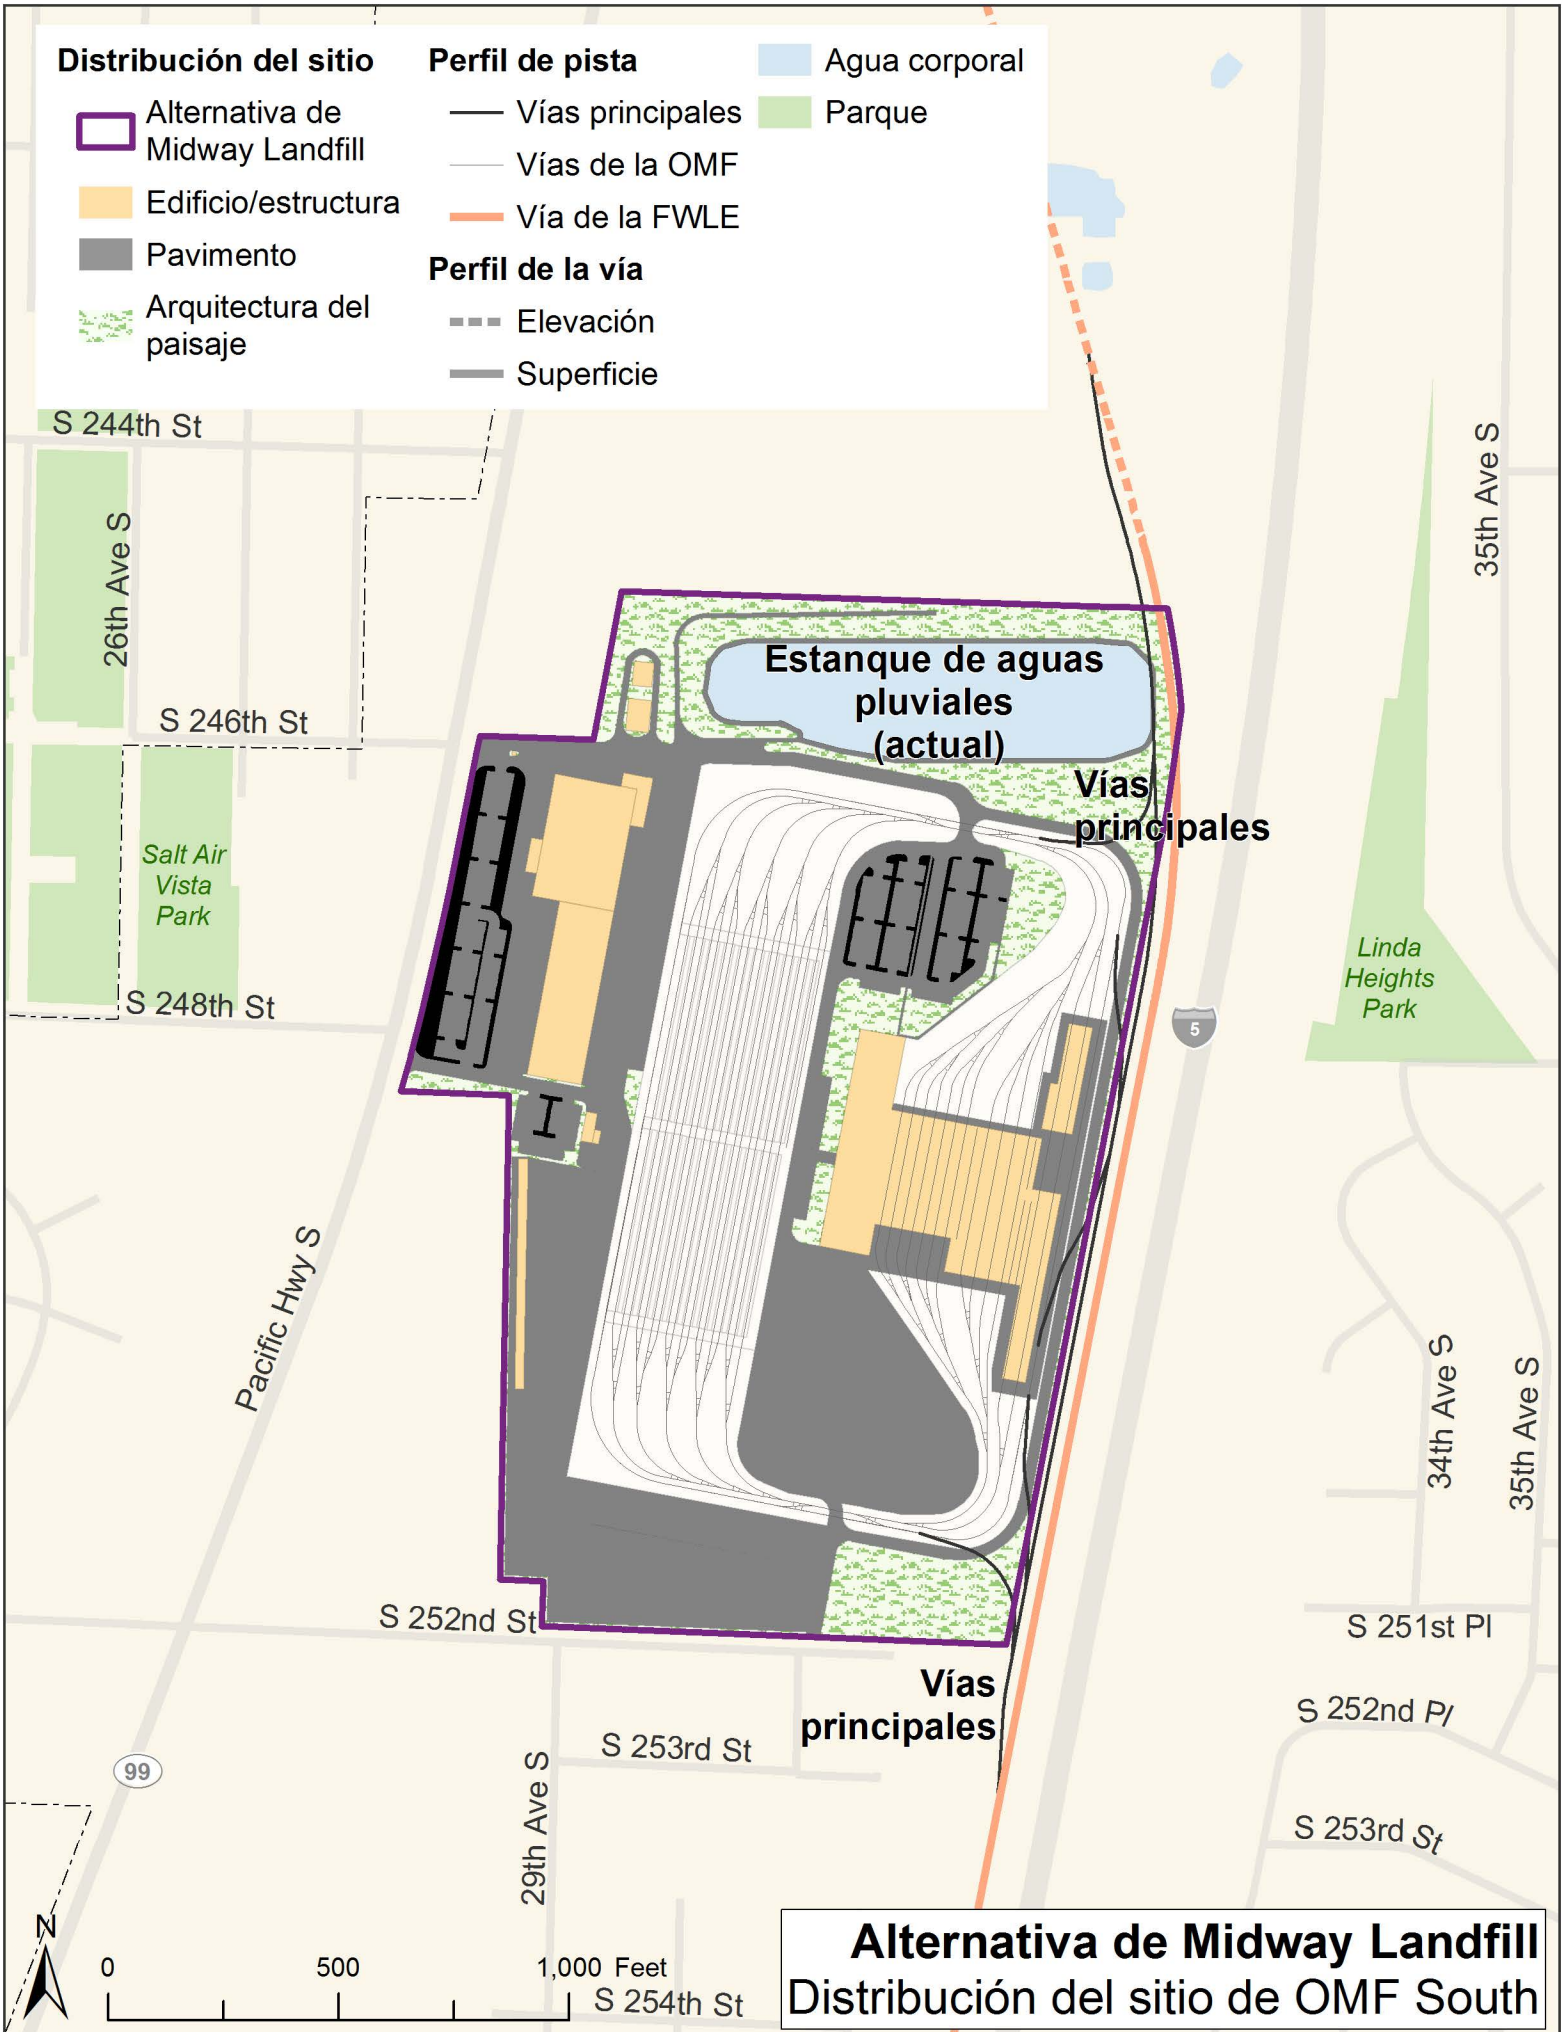 Distribución del sitio
Alternativa de
Midway Landfill
Edificio/estructura
Pavimento
Arquitectura del
paisaje
Perfil de pista
Vías principales
Vías de la OMF
Vía de la FWLE
Perfil de la vía
Elevación
Superficie
Agua corporal
Parque
S 244th St
35th Ave S
26th Ave S
Estanque de aguas
pluviales
(actual)
S 246th St
Vías
principales
Salt Air
Vista
Park
Linda
Heights
Park
S 248th St
5
Pacific Hwy S
34th Ave S
35th Ave S
S 252nd St
S 251st Pl
Vías
principales
S 252nd Pl
S 253rd St
99
29th Ave S
S 253rd St
N
0 500 1,000 Feet
S 254th St
Alternativa de Midway Landfill
Distribución del sitio de OMF South